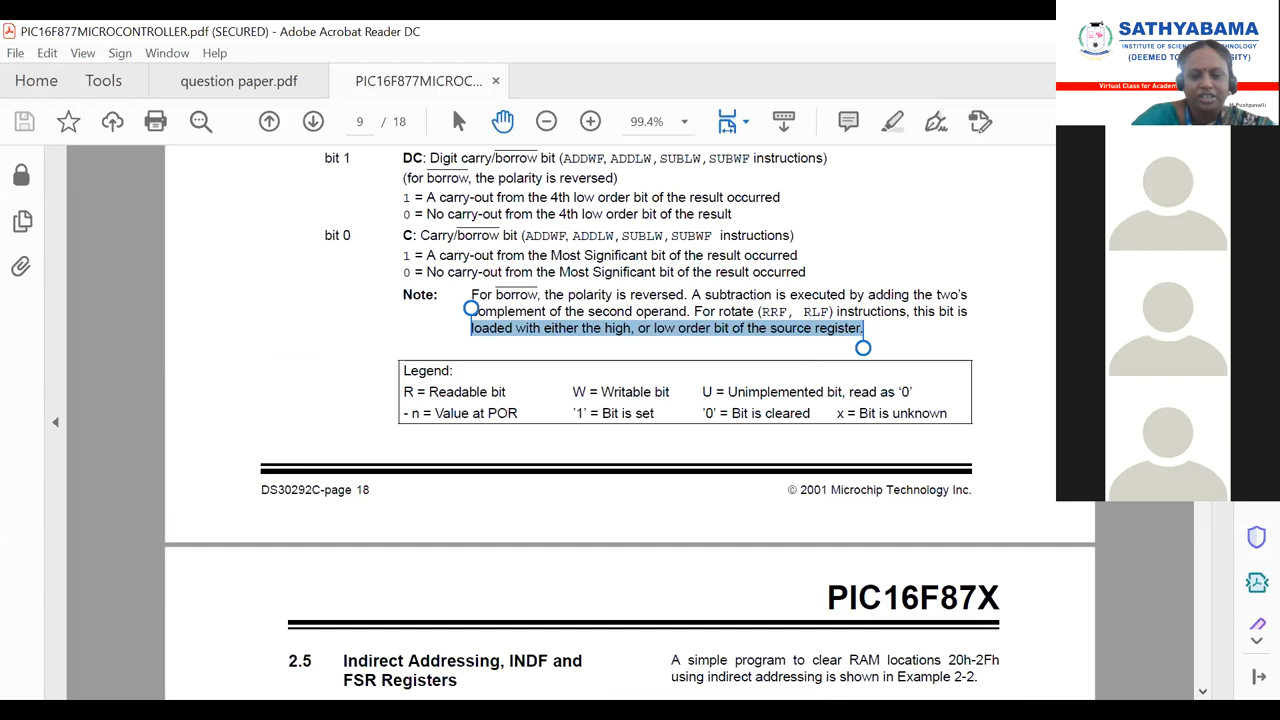 PIC16F877MICROCONTROLLER.pdf (SECURED) - Adobe Acrobat Reader DC
File Edit View Sign Window Help
Home Tools question paper.pdf PIC16F877MICROC... ×
9 / 18 99.4%
bit 1 DC: Digit carry/borrow bit (ADDWF, ADDLW, SUBLW, SUBWF instructions)
(for borrow, the polarity is reversed)
1 = A carry-out from the 4th low order bit of the result occurred
0 = No carry-out from the 4th low order bit of the result
bit 0 C: Carry/borrow bit (ADDWF, ADDLW, SUBLW, SUBWF instructions)
1 = A carry-out from the Most Significant bit of the result occurred
0 = No carry-out from the Most Significant bit of the result occurred
Note: For borrow, the polarity is reversed. A subtraction is executed by adding the two's
complement of the second operand. For rotate (RRF, RLF) instructions, this bit is
loaded with either the high, or low order bit of the source register.
Legend:
R = Readable bit W = Writable bit U = Unimplemented bit, read as '0'
- n = Value at POR '1' = Bit is set '0' = Bit is cleared x = Bit is unknown
DS30292C-page 18 © 2001 Microchip Technology Inc.
PIC16F87X
2.5 Indirect Addressing, INDF and
FSR Registers
A simple program to clear RAM locations 20h-2Fh
using indirect addressing is shown in Example 2-2.
SATHYABAMA
INSTITUTE OF SCIEN
(DEEMED TO
Virtual Class for Academ
M.Pushpavalli